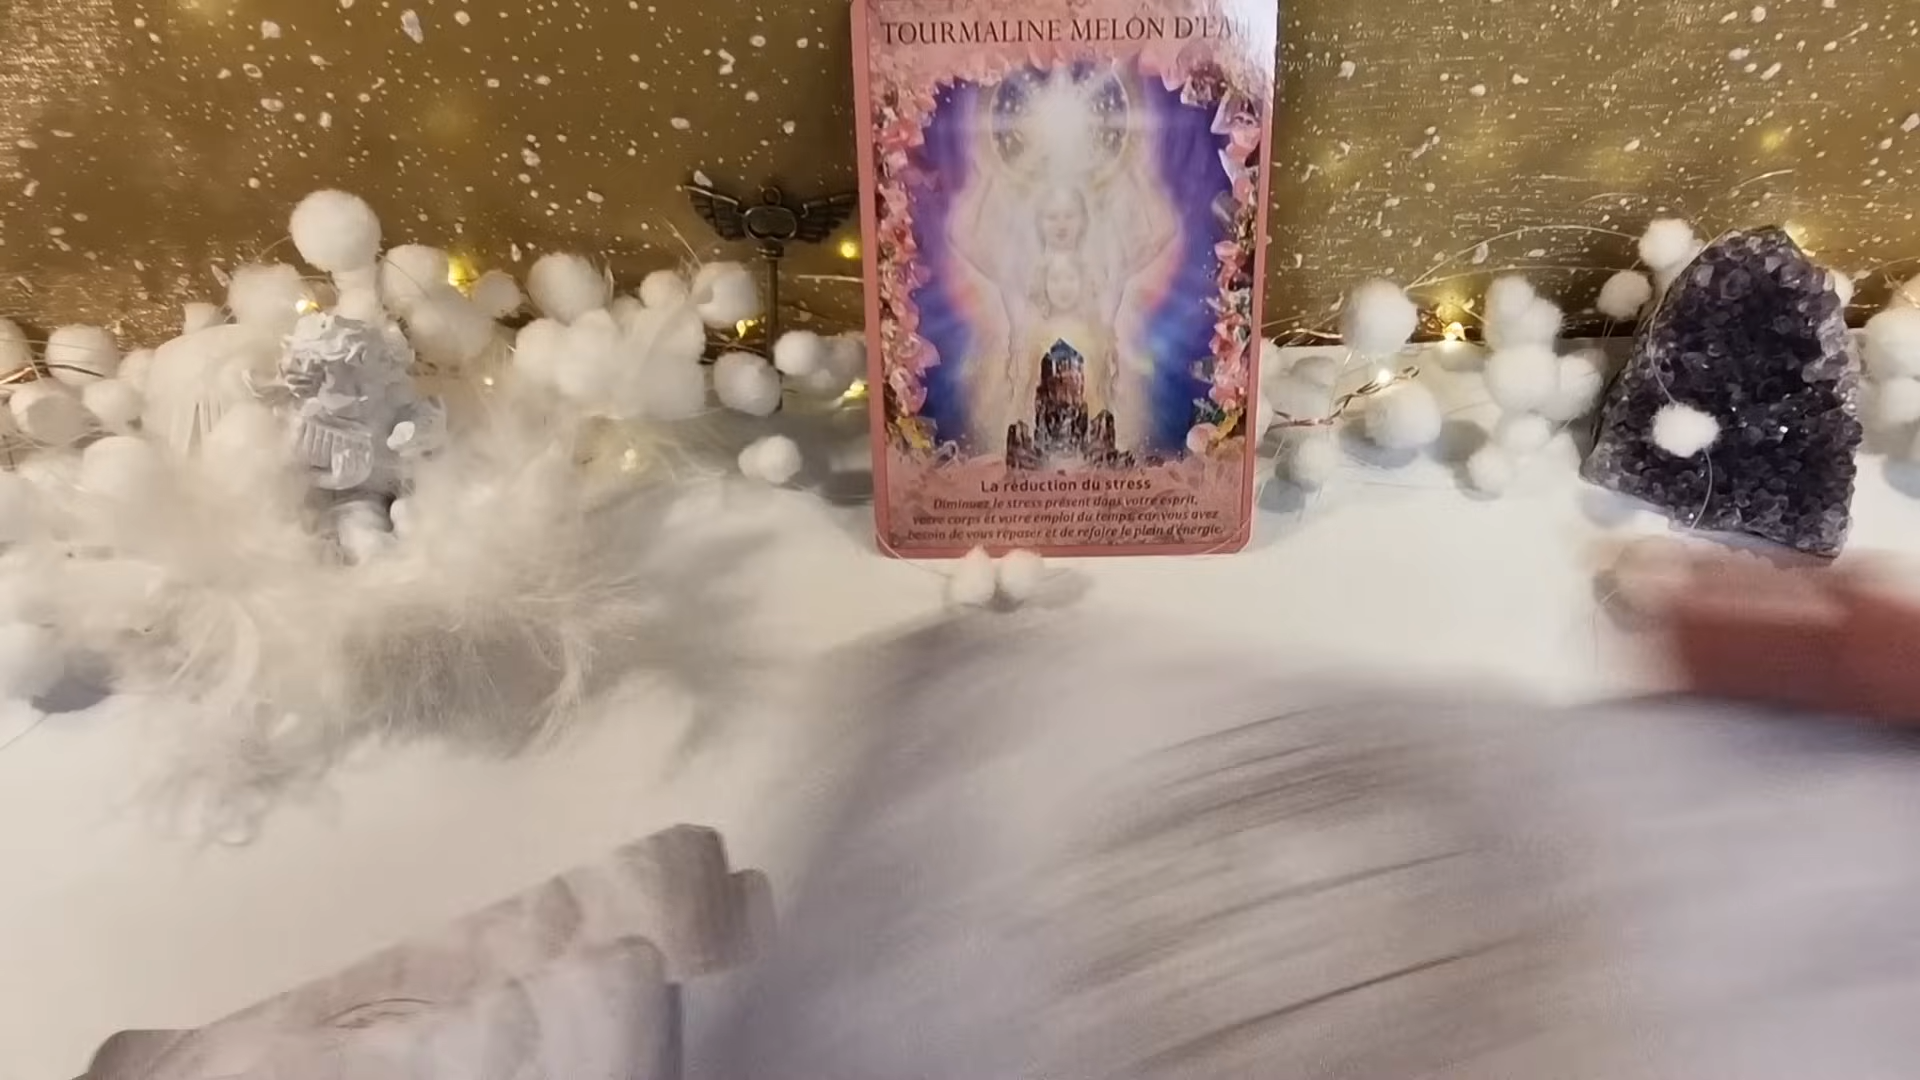 TOURMALINE MELON D'EAU
La réduction du stress
Diminuez le stress présent dans votre esprit,
votre corps et votre emploi du temps, car vous avez
besoin de vous reposer et de refaire le plein d'énergie.